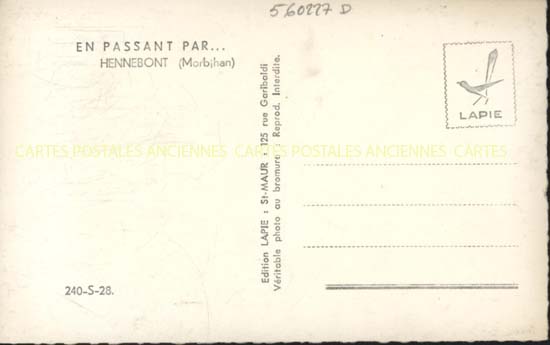 560227 D
EN PASSANT PAR...
HENNEBONT (Morbihan)
LAPIE
CARTES POSTALES ANCIENNES CARTES POSTALES ANCIENNES CARTES
Edition LAPIE : St-MAUR : 125 rue Garibaldi
Véritable photo au bromure : Reprod. Interdite.
240-S-28.